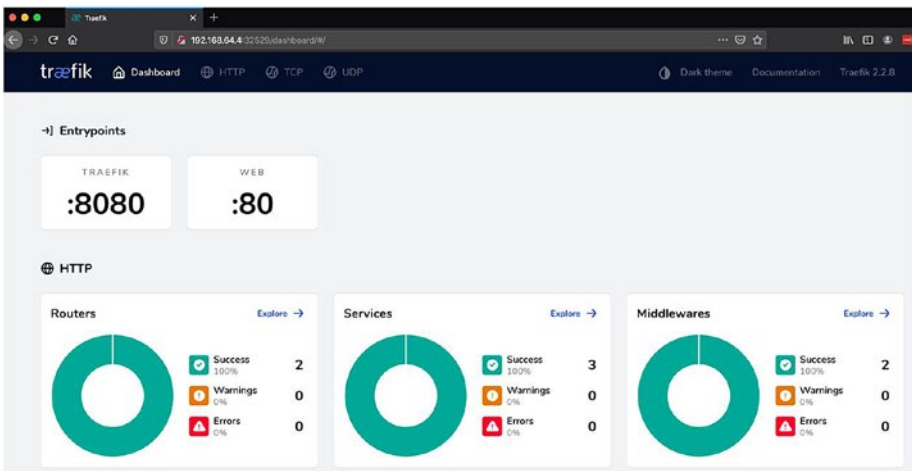 Traefik
192.168.64.4:32529/dashboard/#/
træfik Dashboard HTTP TCP UDP Dark theme Documentation Traefik 2.2.8
Entrypoints
TRAEFIK
:8080
WEB
:80
HTTP
Routers Explore →
Success 2
100%
Warnings 0
0%
Errors 0
0%
Services Explore →
Success 3
100%
Warnings 0
0%
Errors 0
0%
Middlewares Explore →
Success 2
100%
Warnings 0
0%
Errors 0
0%